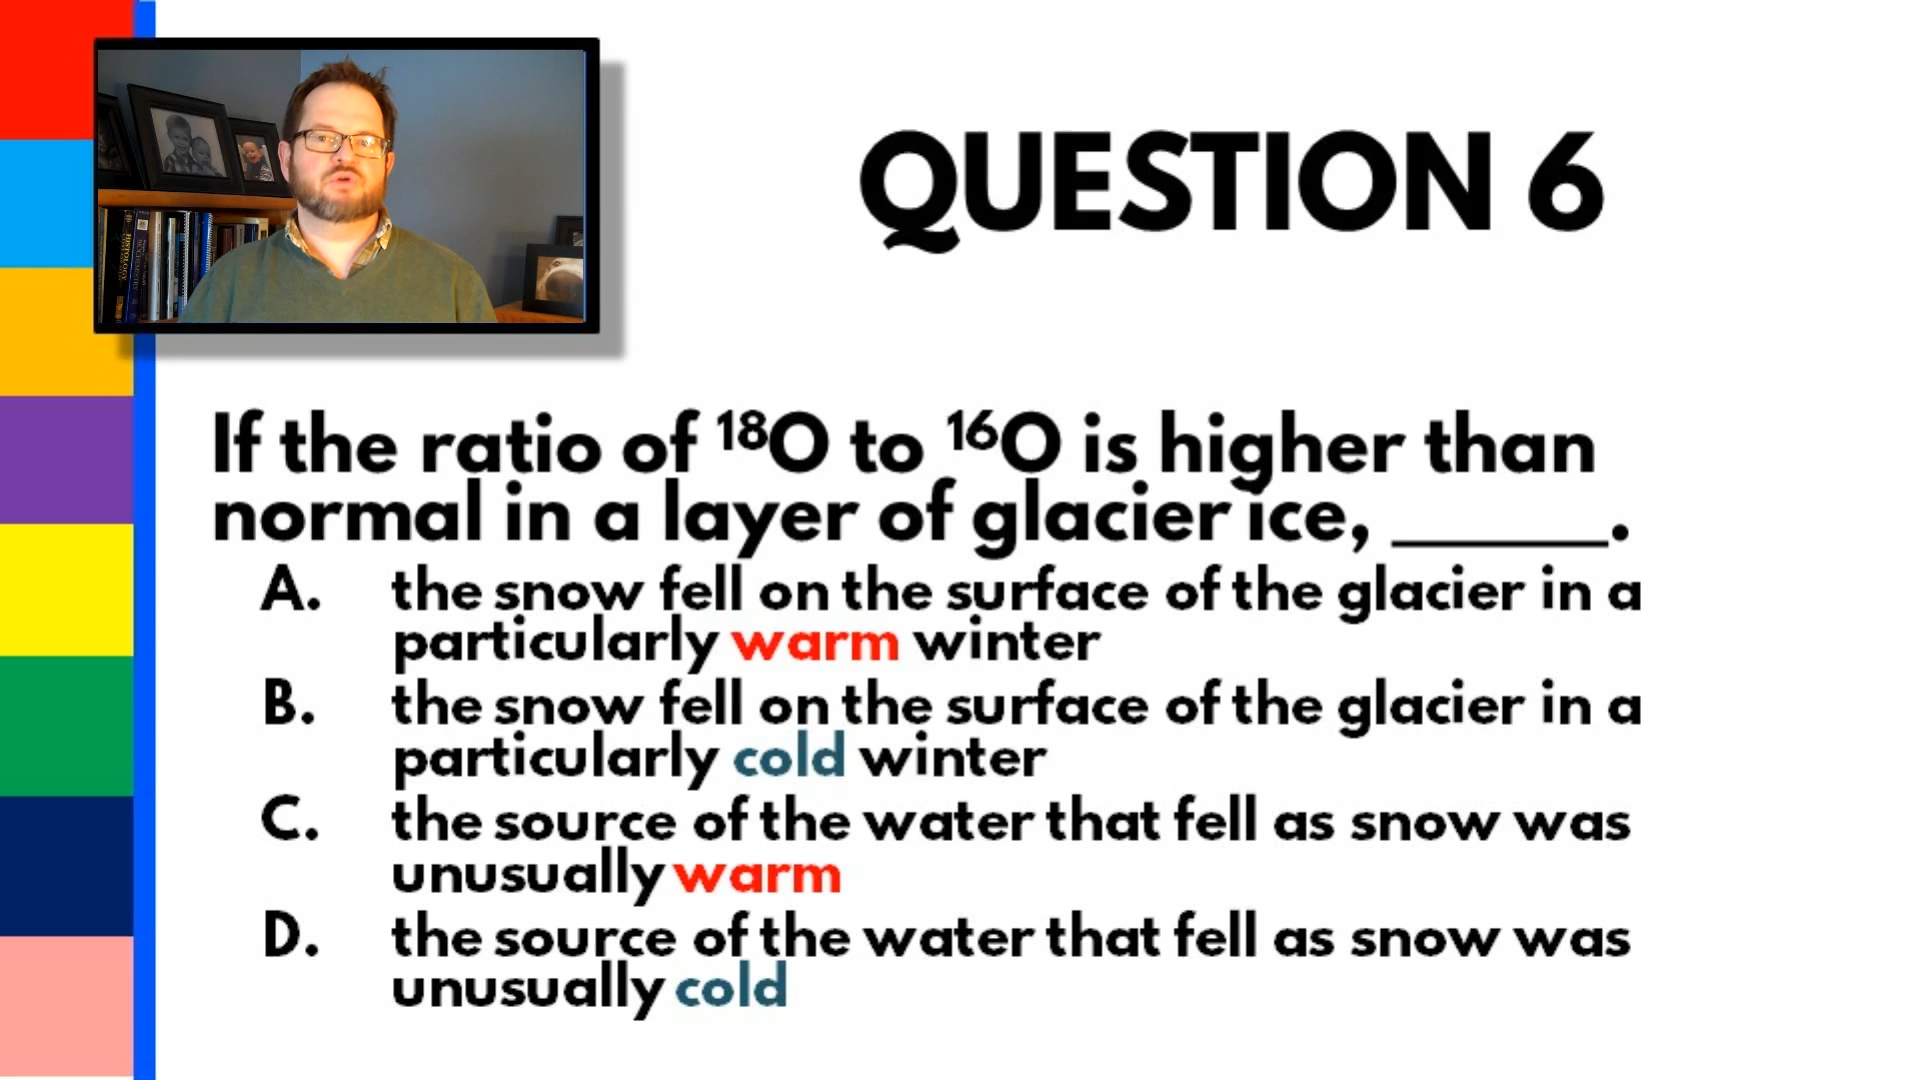 QUESTION 6
If the ratio of ¹⁸O to ¹⁶O is higher than
normal in a layer of glacier ice, ______.
A. the snow fell on the surface of the glacier in a
particularly warm winter
B. the snow fell on the surface of the glacier in a
particularly cold winter
C. the source of the water that fell as snow was
unusually warm
D. the source of the water that fell as snow was
unusually cold
HISTOLOGY